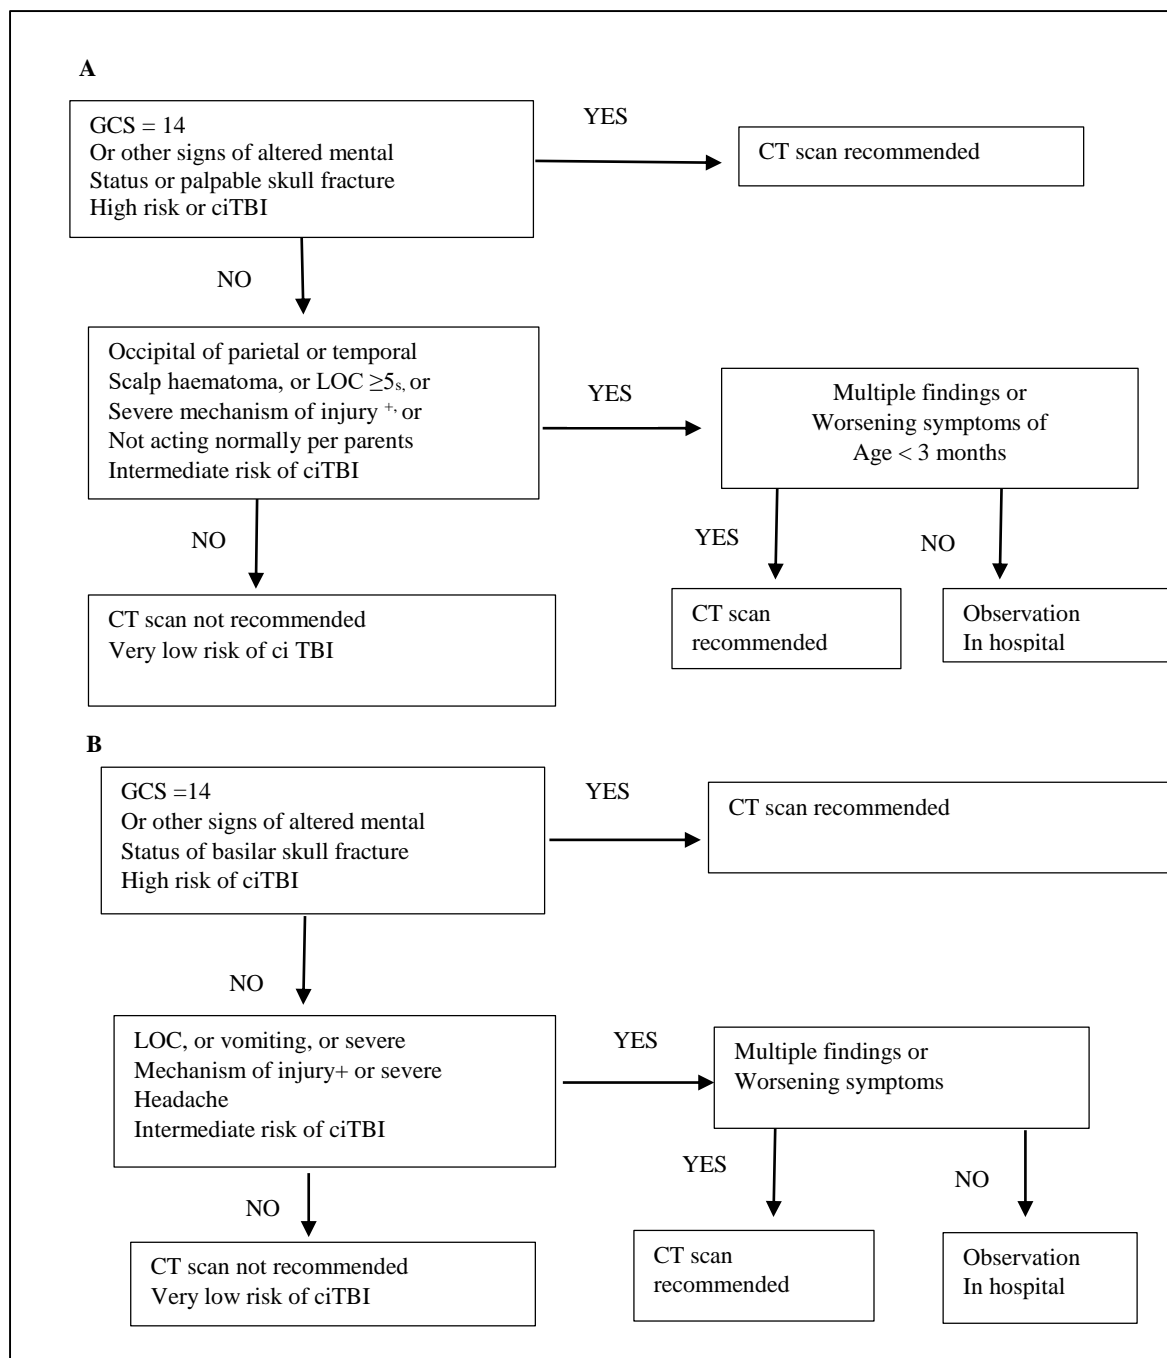 A
GCS = 14
Or other signs of altered mental
Status or palpable skull fracture
High risk or ciTBI
YES
CT scan recommended
NO
Occipital of parietal or temporal
Scalp haematoma, or LOC ≥5s, or
Severe mechanism of injury +, or
Not acting normally per parents
Intermediate risk of ciTBI
YES
Multiple findings or
Worsening symptoms of
Age < 3 months
NO
YES
NO
CT scan not recommended
Very low risk of ci TBI
CT scan
recommended
Observation
In hospital
B
GCS =14
Or other signs of altered mental
Status of basilar skull fracture
High risk of ciTBI
YES
CT scan recommended
NO
LOC, or vomiting, or severe
Mechanism of injury+ or severe
Headache
Intermediate risk of ciTBI
YES
Multiple findings or
Worsening symptoms
NO
YES
NO
CT scan not recommended
Very low risk of ciTBI
CT scan
recommended
Observation
In hospital